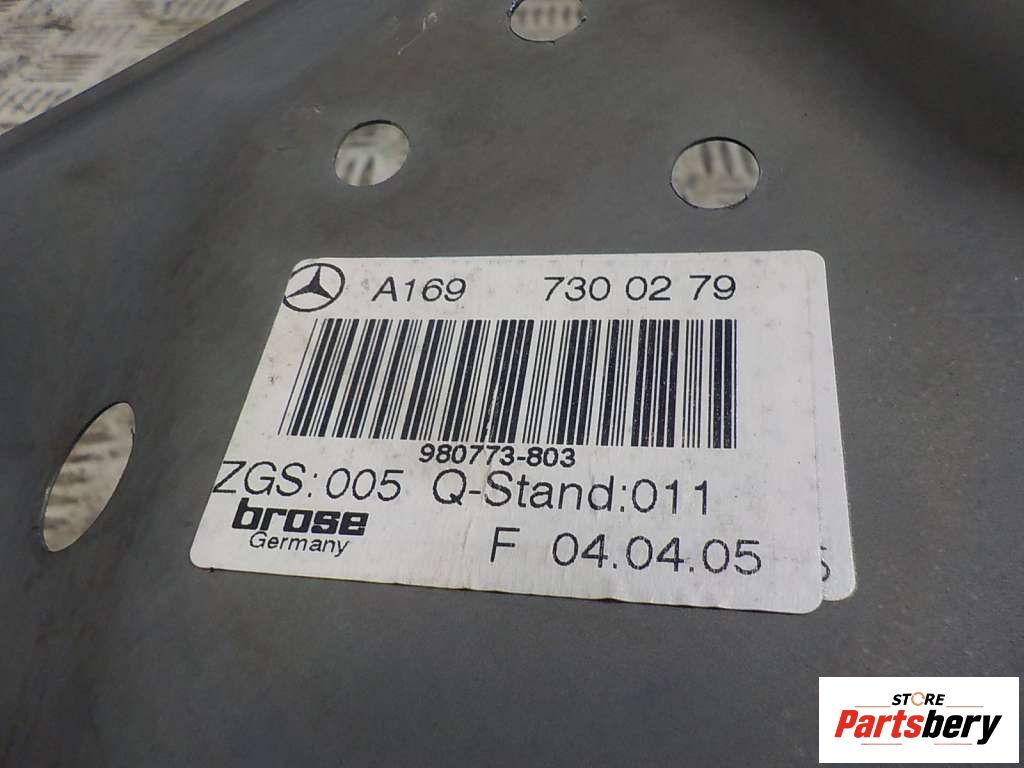 A169 730 02 79
980773-803
ZGS: 005 Q-Stand:011
brose
Germany
F 04.04.05
STORE
Partsbery